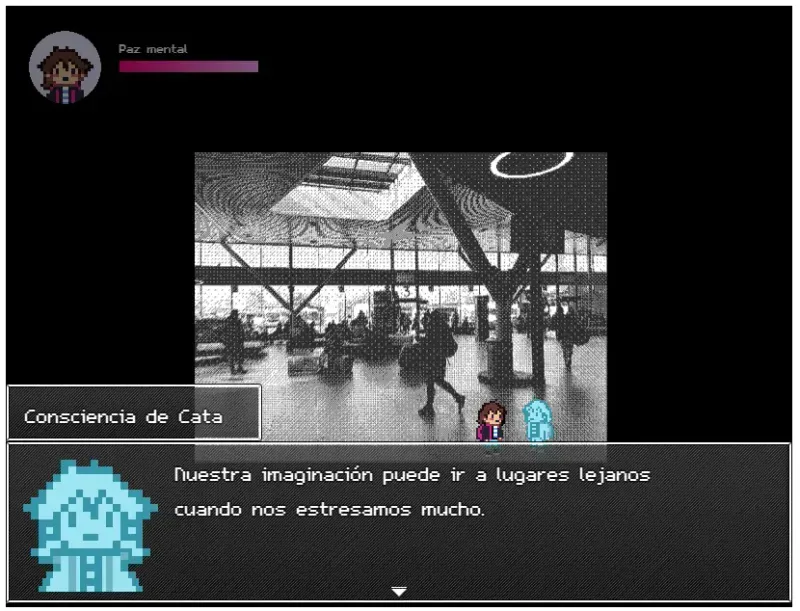 Paz mental
Consciencia de Cata
Nuestra imaginación puede ir a lugares lejanos
cuando nos estresamos mucho.